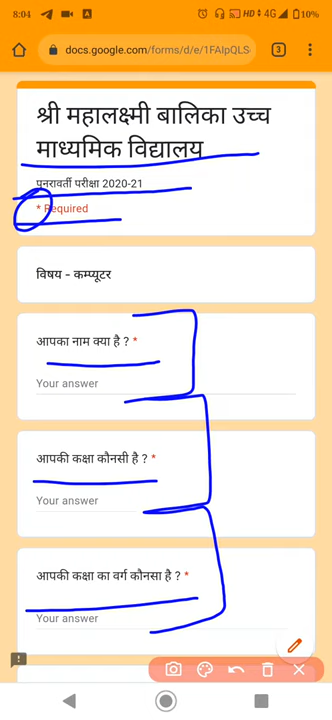 8:04
HD 4G 10%
docs.google.com/forms/d/e/1FAIpQLS
3
श्री महालक्ष्मी बालिका उच्च
माध्यमिक विद्यालय
पुनरावर्ती परीक्षा 2020-21
* Required
विषय - कम्प्यूटर
आपका नाम क्या है ? *
Your answer
आपकी कक्षा कौनसी है ? *
Your answer
आपकी कक्षा का वर्ग कौनसा है ? *
Your answer